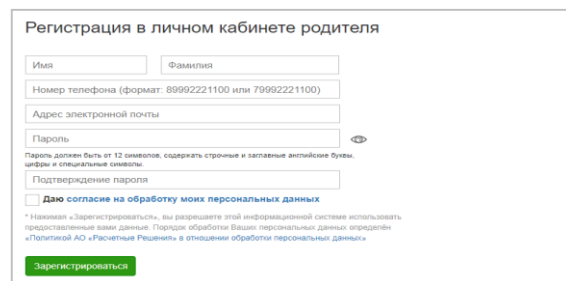 Регистрация в личном кабинете родителя
Имя
Фамилия
Номер телефона (формат: 89992221100 или 79992221100)
Адрес электронной почты
Пароль
Пароль должен быть от 12 символов, содержать строчные и заглавные английские буквы,
цифры и специальные символы.
Подтверждение пароля
Даю согласие на обработку моих персональных данных
* Нажимая «Зарегистрироваться», вы разрешаете этой информационной системе использовать
предоставленные вами данные. Порядок обработки Ваших персональных данных определён
«Политикой АО «Расчетные Решения» в отношении обработки персональных данных»
Зарегистрироваться